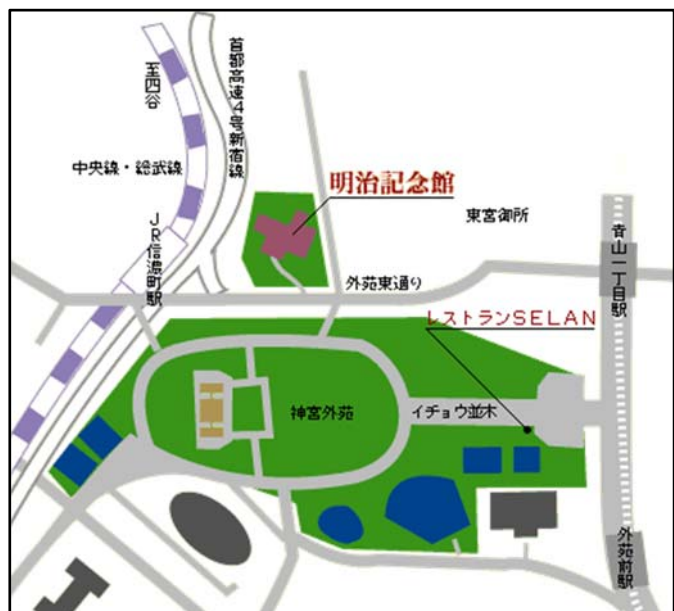 至四谷
首都高速4号新宿線
中央線・総武線
明治記念館
東宮御所
JR信濃町駅
外苑東通り
青山一丁目駅
レストランSELAN
神宮外苑
イチョウ並木
外苑前駅